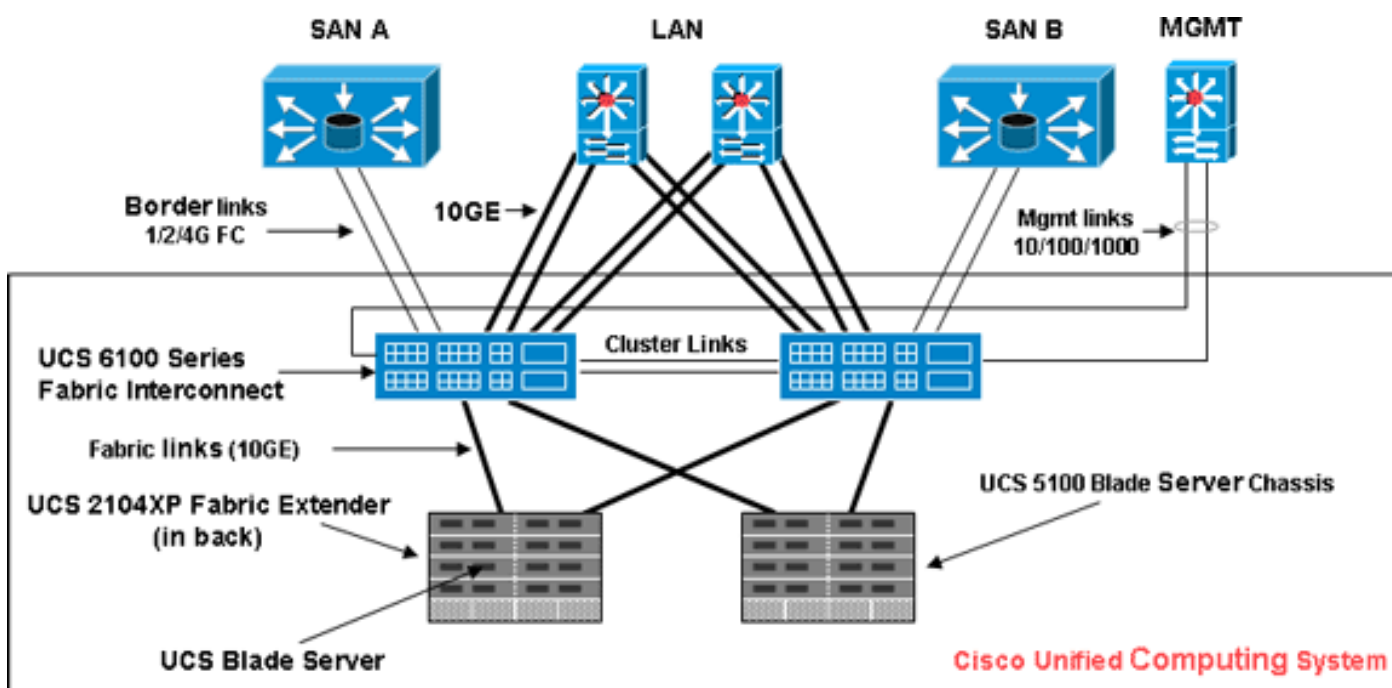 SAN A
LAN
SAN B
MGMT
Border links
1/2/4G FC
10GE
Mgmt links
10/100/1000
UCS 6100 Series
Fabric Interconnect
Cluster Links
Fabric links (10GE)
UCS 2104XP Fabric Extender
(in back)
UCS 5100 Blade Server Chassis
UCS Blade Server
Cisco Unified Computing System